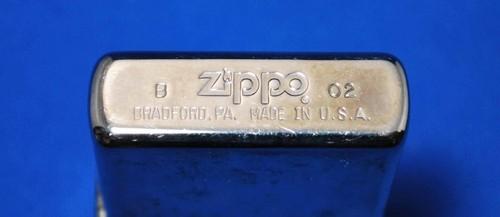 B Zippo 02
BRADFORD, PA. MADE IN U.S.A.